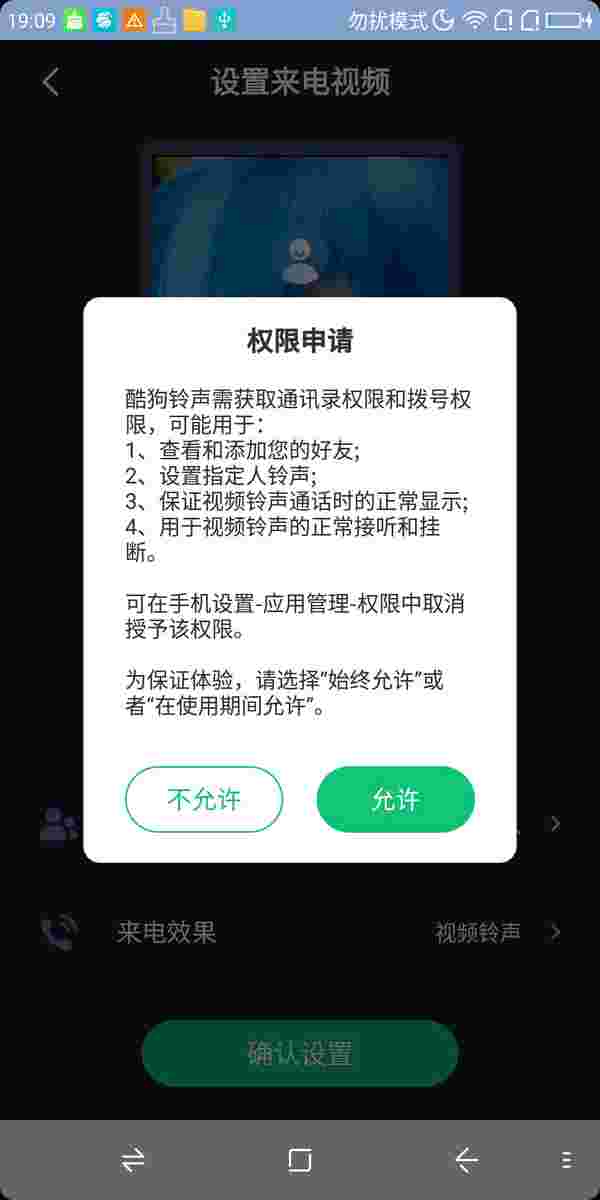 19:09
勿扰模式
设置来电视频
权限申请
酷狗铃声需获取通讯录权限和拨号权
限，可能用于：
1、查看和添加您的好友;
2、设置指定人铃声;
3、保证视频铃声通话时的正常显示;
4、用于视频铃声的正常接听和挂
断。
可在手机设置-应用管理-权限中取消
授予该权限。
为保证体验，请选择"始终允许"或
者“在使用期间允许”。
不允许
允许
来电效果
视频铃声
确认设置